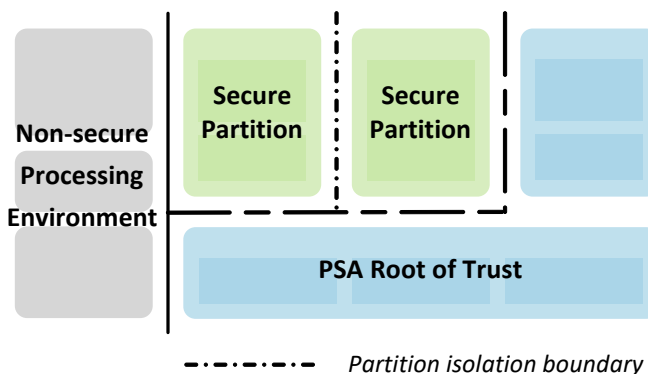 Secure
Partition
Secure
Partition
Non-secure
Processing
Environment
PSA Root of Trust
Partition isolation boundary